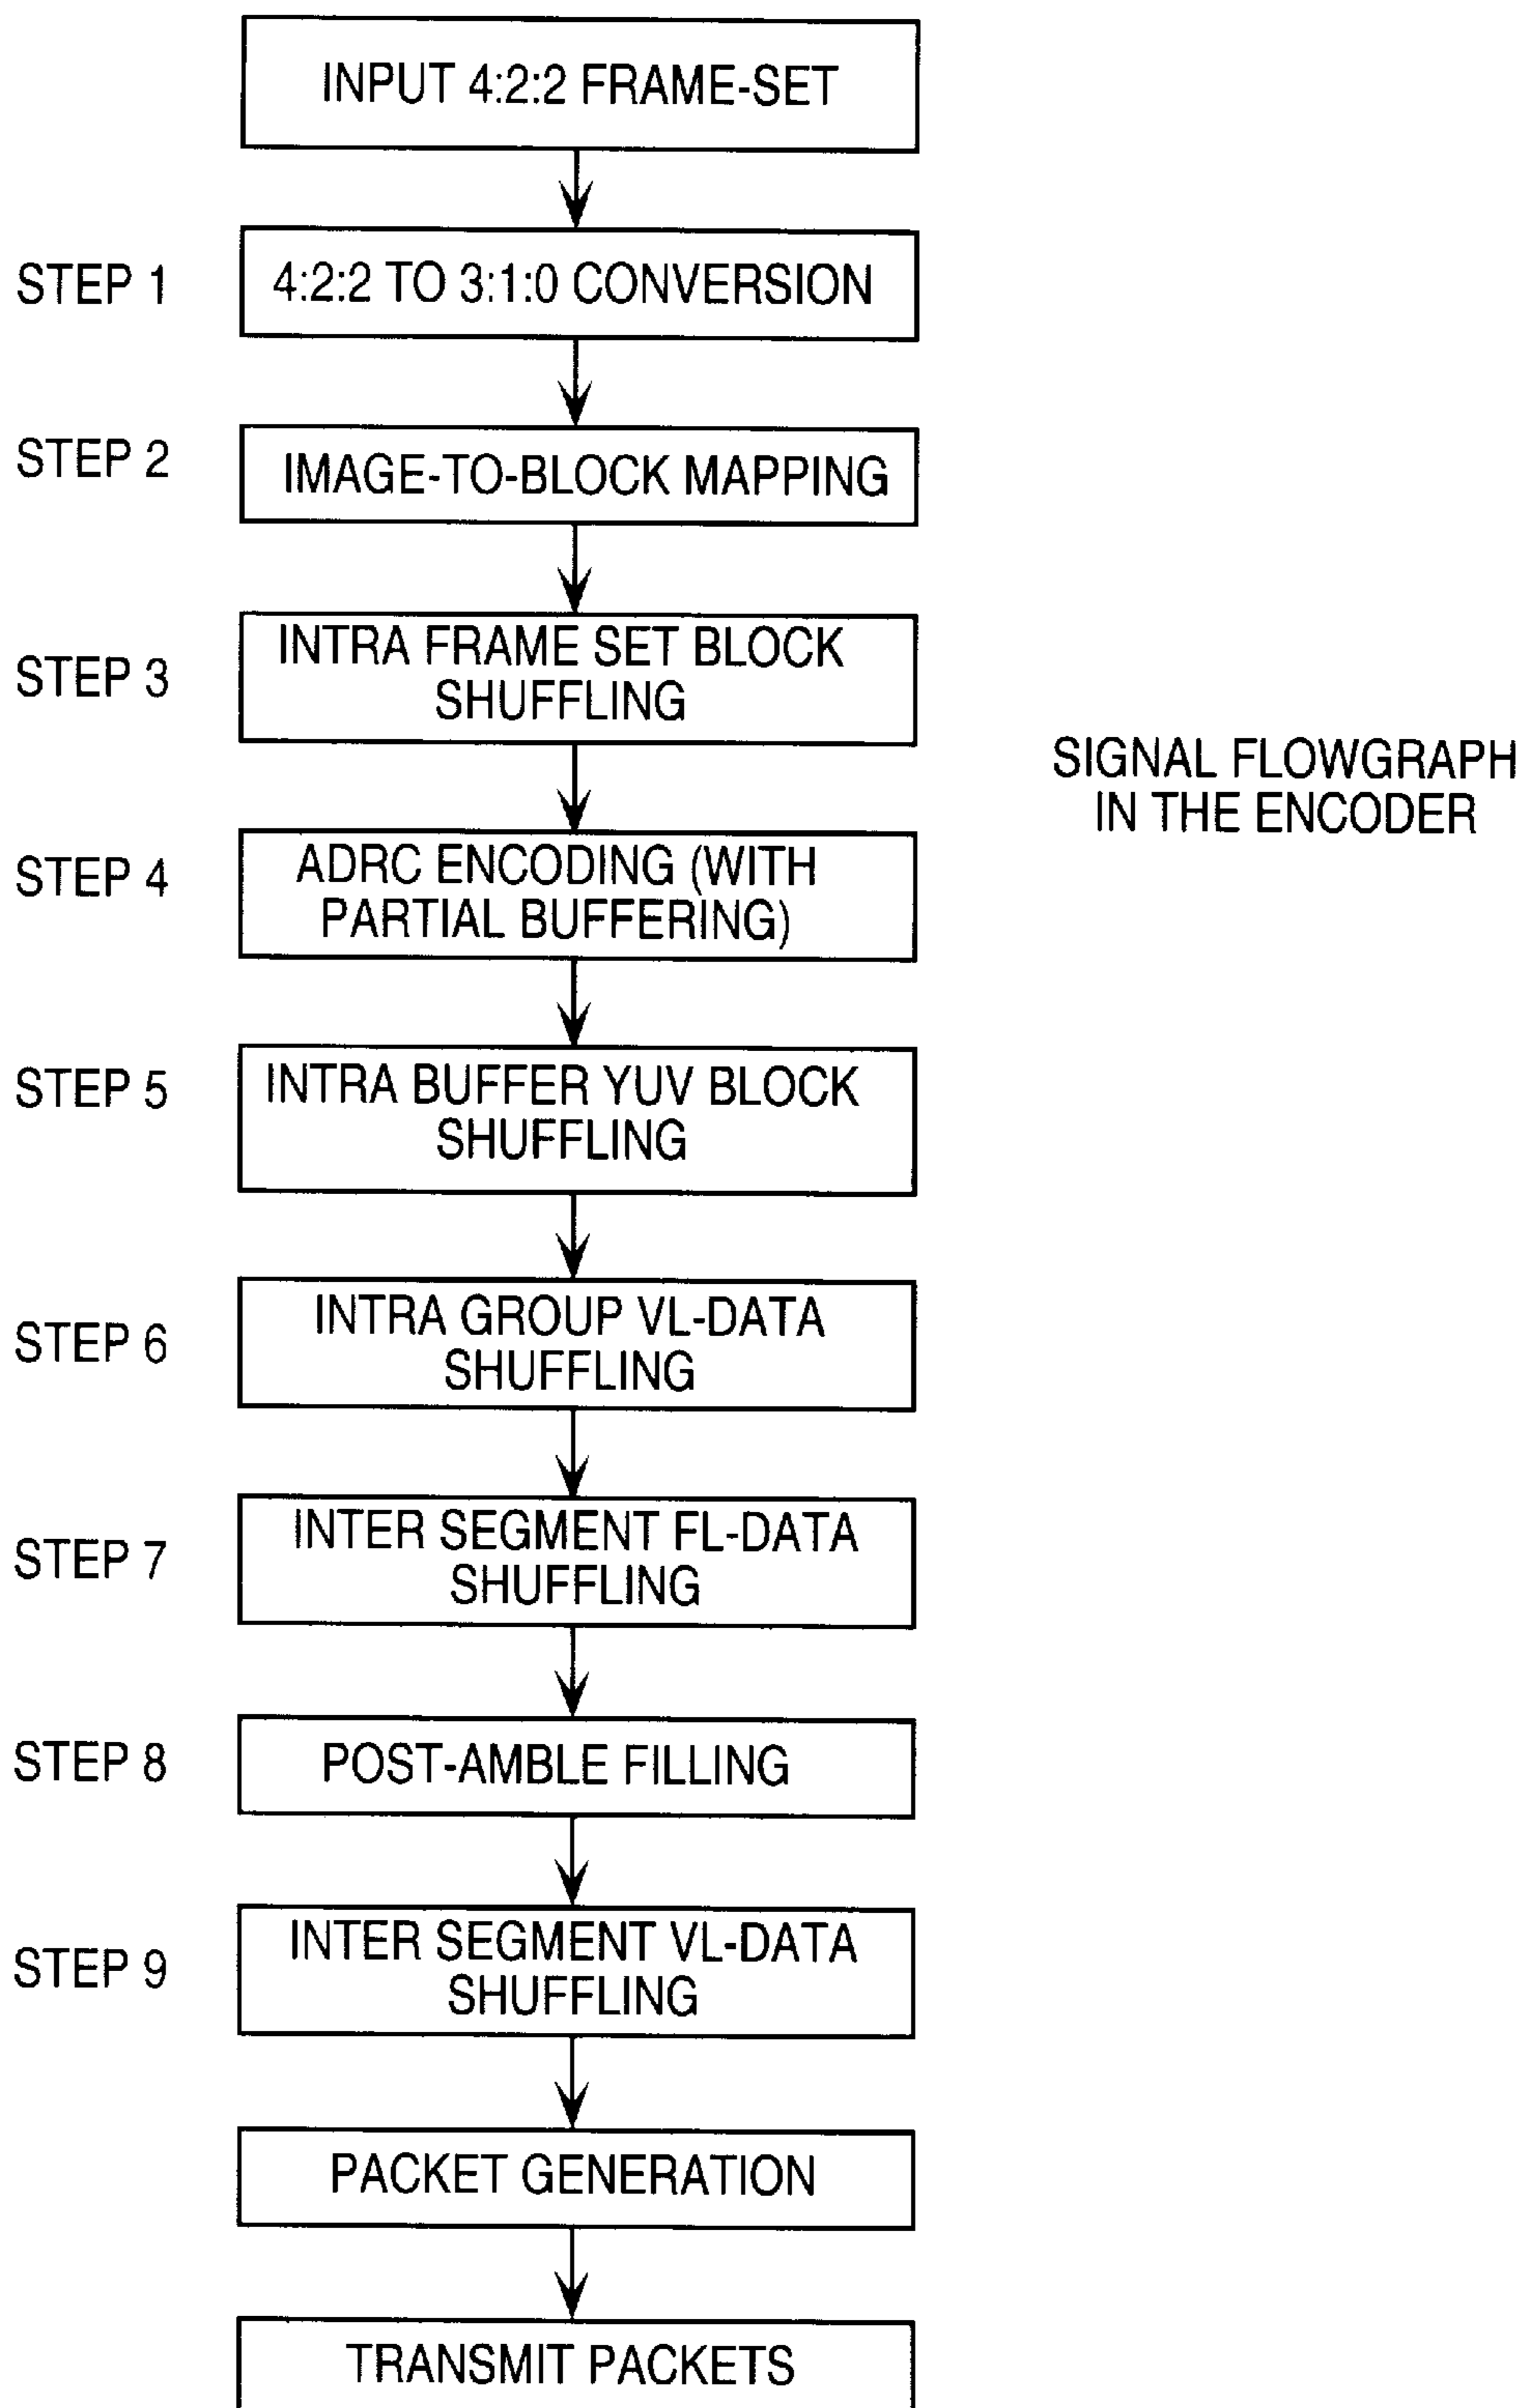 INPUT 4:2:2 FRAME-SET
STEP 1
4:2:2 TO 3:1:0 CONVERSION
STEP 2
IMAGE-TO-BLOCK MAPPING
STEP 3
INTRA FRAME SET BLOCK
SHUFFLING
SIGNAL FLOWGRAPH
IN THE ENCODER
STEP 4
ADRC ENCODING (WITH
PARTIAL BUFFERING)
STEP 5
INTRA BUFFER YUV BLOCK
SHUFFLING
STEP 6
INTRA GROUP VL-DATA
SHUFFLING
STEP 7
INTER SEGMENT FL-DATA
SHUFFLING
STEP 8
POST-AMBLE FILLING
STEP 9
INTER SEGMENT VL-DATA
SHUFFLING
PACKET GENERATION
TRANSMIT PACKETS